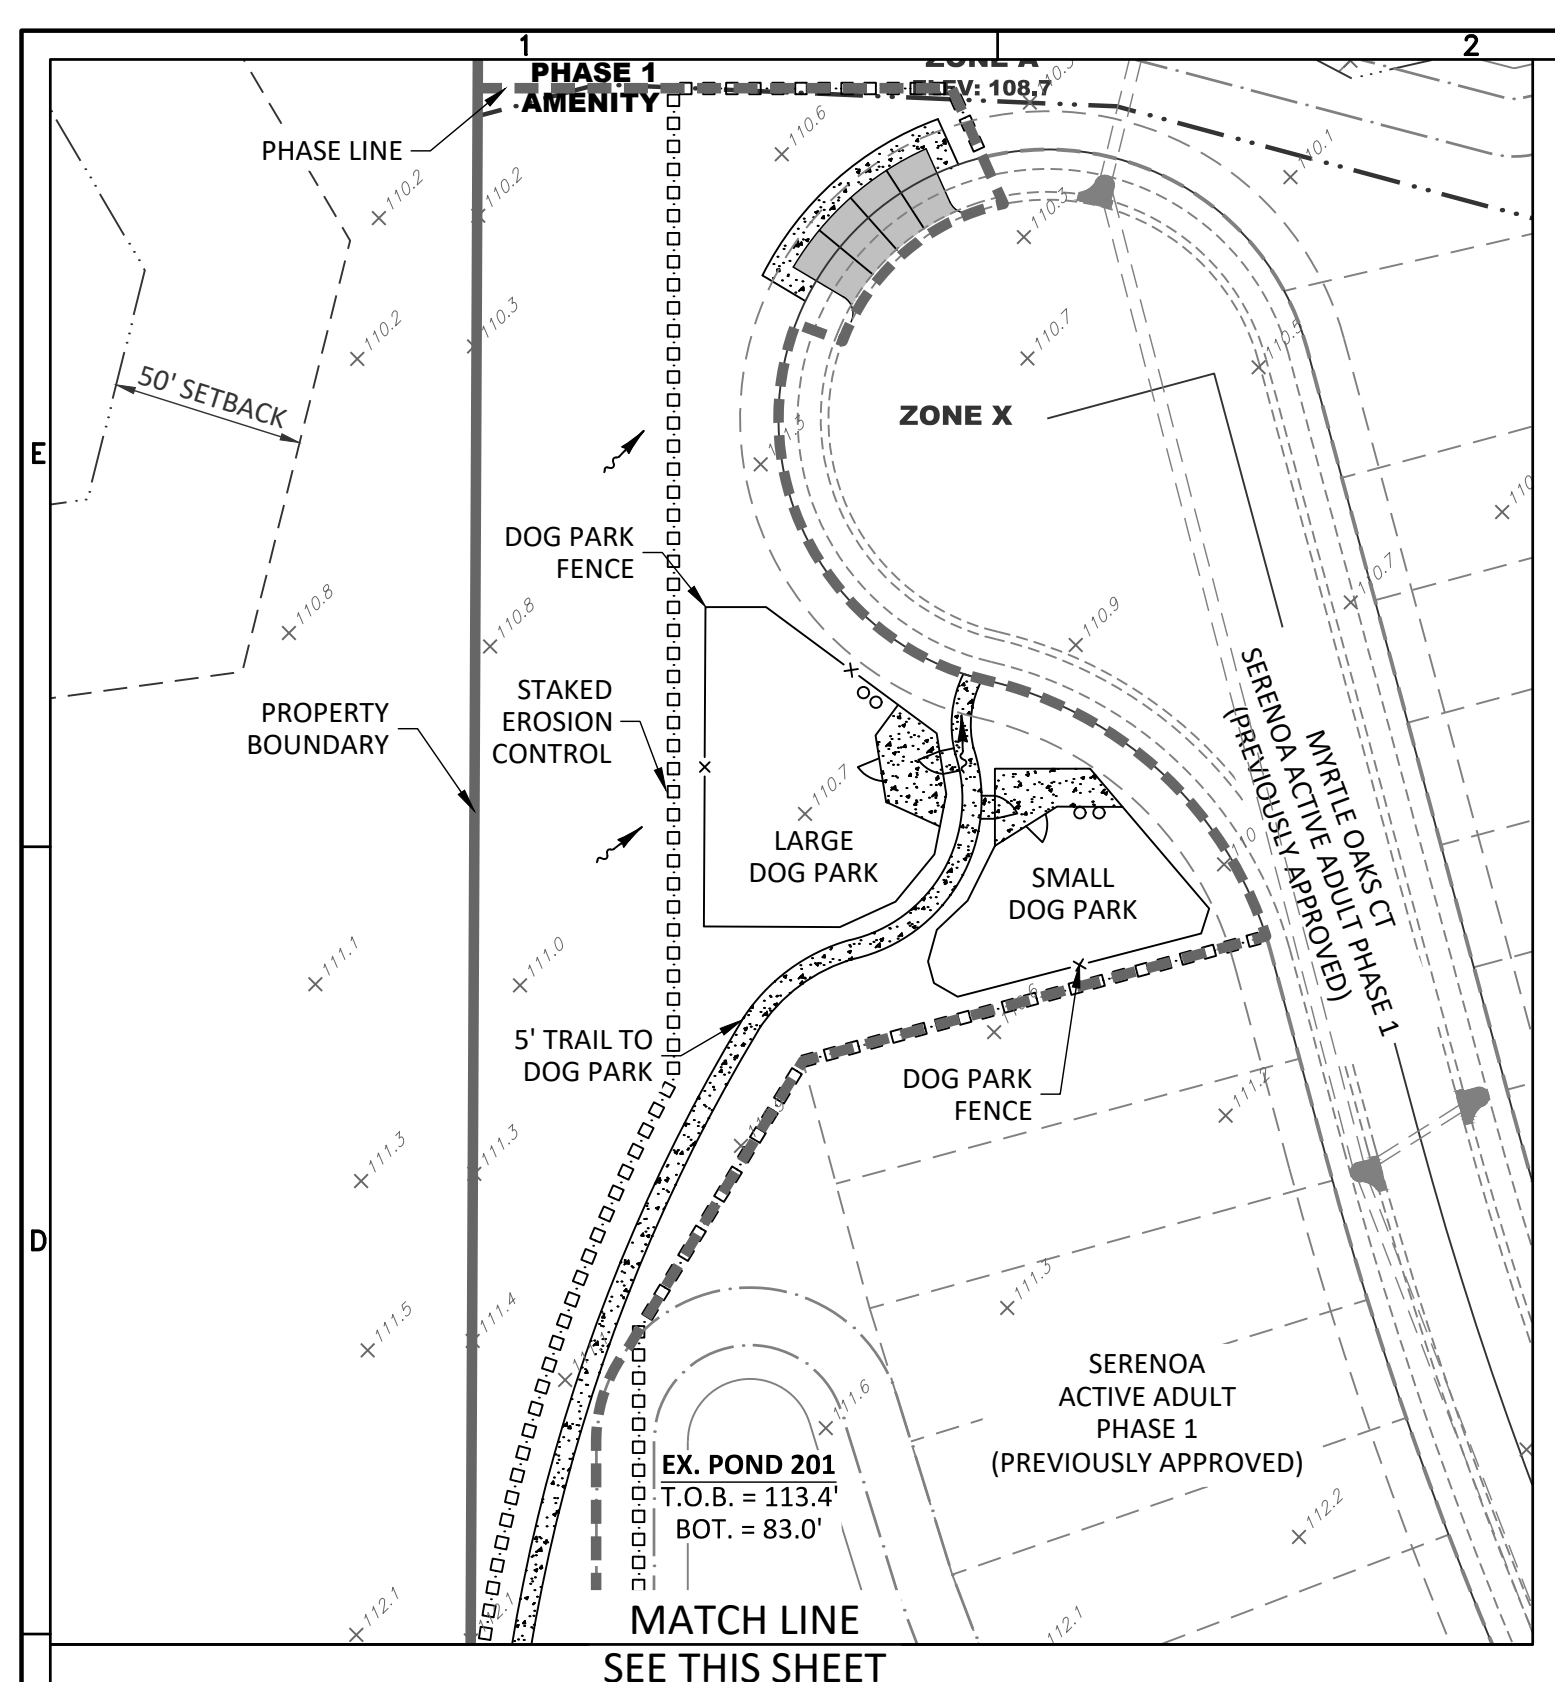 1
2
PHASE 1
AMENITY
ZONE A
ELEV: 108.7
110.3
110.6
110.1
PHASE LINE
110.2
110.2
110.3
110.2
110.3
110.7
110.5
50' SETBACK
ZONE X
E
DOG PARK
FENCE
110.7
110.8
110.8
110.9
STAKED
EROSION
CONTROL
PROPERTY
BOUNDARY
MYRTLE OAKS CT
SERENOA ACTIVE ADULT PHASE 1
(PREVIOUSLY APPROVED)
110.7
LARGE
DOG PARK
SMALL
DOG PARK
111.1
111.0
5' TRAIL TO
DOG PARK
DOG PARK
FENCE
111.2
111.3
111.3
D
111.3
111.5
111.4
SERENOA
ACTIVE ADULT
PHASE 1
(PREVIOUSLY APPROVED)
111.6
EX. POND 201
T.O.B. = 113.4'
BOT. = 83.0'
112.2
112.1
112.1
112.1
MATCH LINE
SEE THIS SHEET